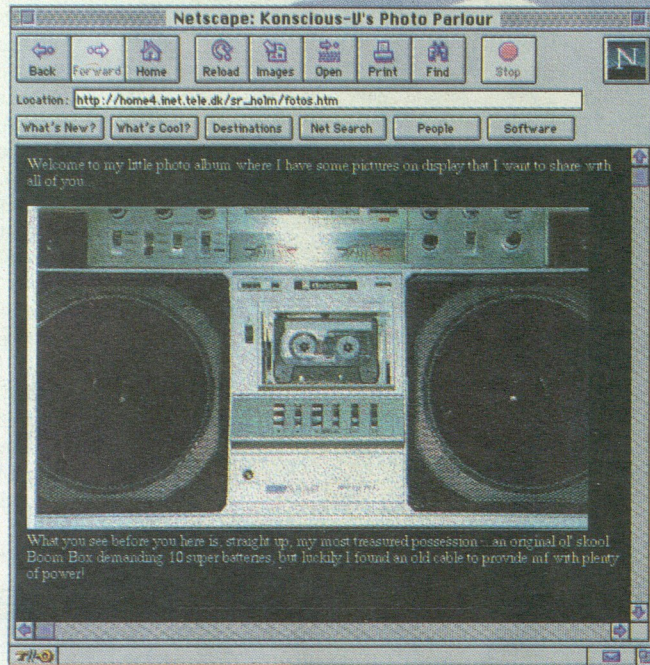 Netscape: Konscious-U's Photo Parlour
Back Forward Home Reload Images Open Print Find Stop
N
Location: http://home4.inet.tele.dk/sr_holm/fotos.htm
What's New? What's Cool? Destinations Net Search People Software
Welcome to my little photo album where I have some pictures on display that I want to share with
all of you...
What you see before you here is, straight up, my most treasured possession ...an original ol' skool
Boom Box demanding 10 super batteries, but luckily I found an old cable to provide mf with plenty
of power!